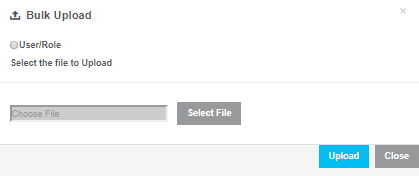 Bulk Upload
×
User/Role
Select the file to Upload
Choose File
Select File
Upload
Close